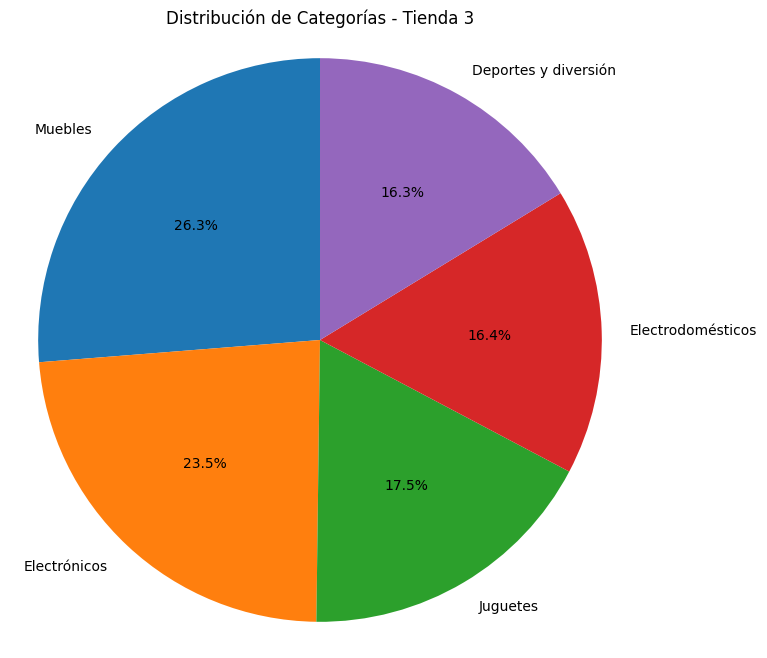 Distribución de Categorías - Tienda 3
Deportes y diversión
Muebles
16.3%
26.3%
Electrodomésticos
16.4%
23.5%
17.5%
Electrónicos
Juguetes